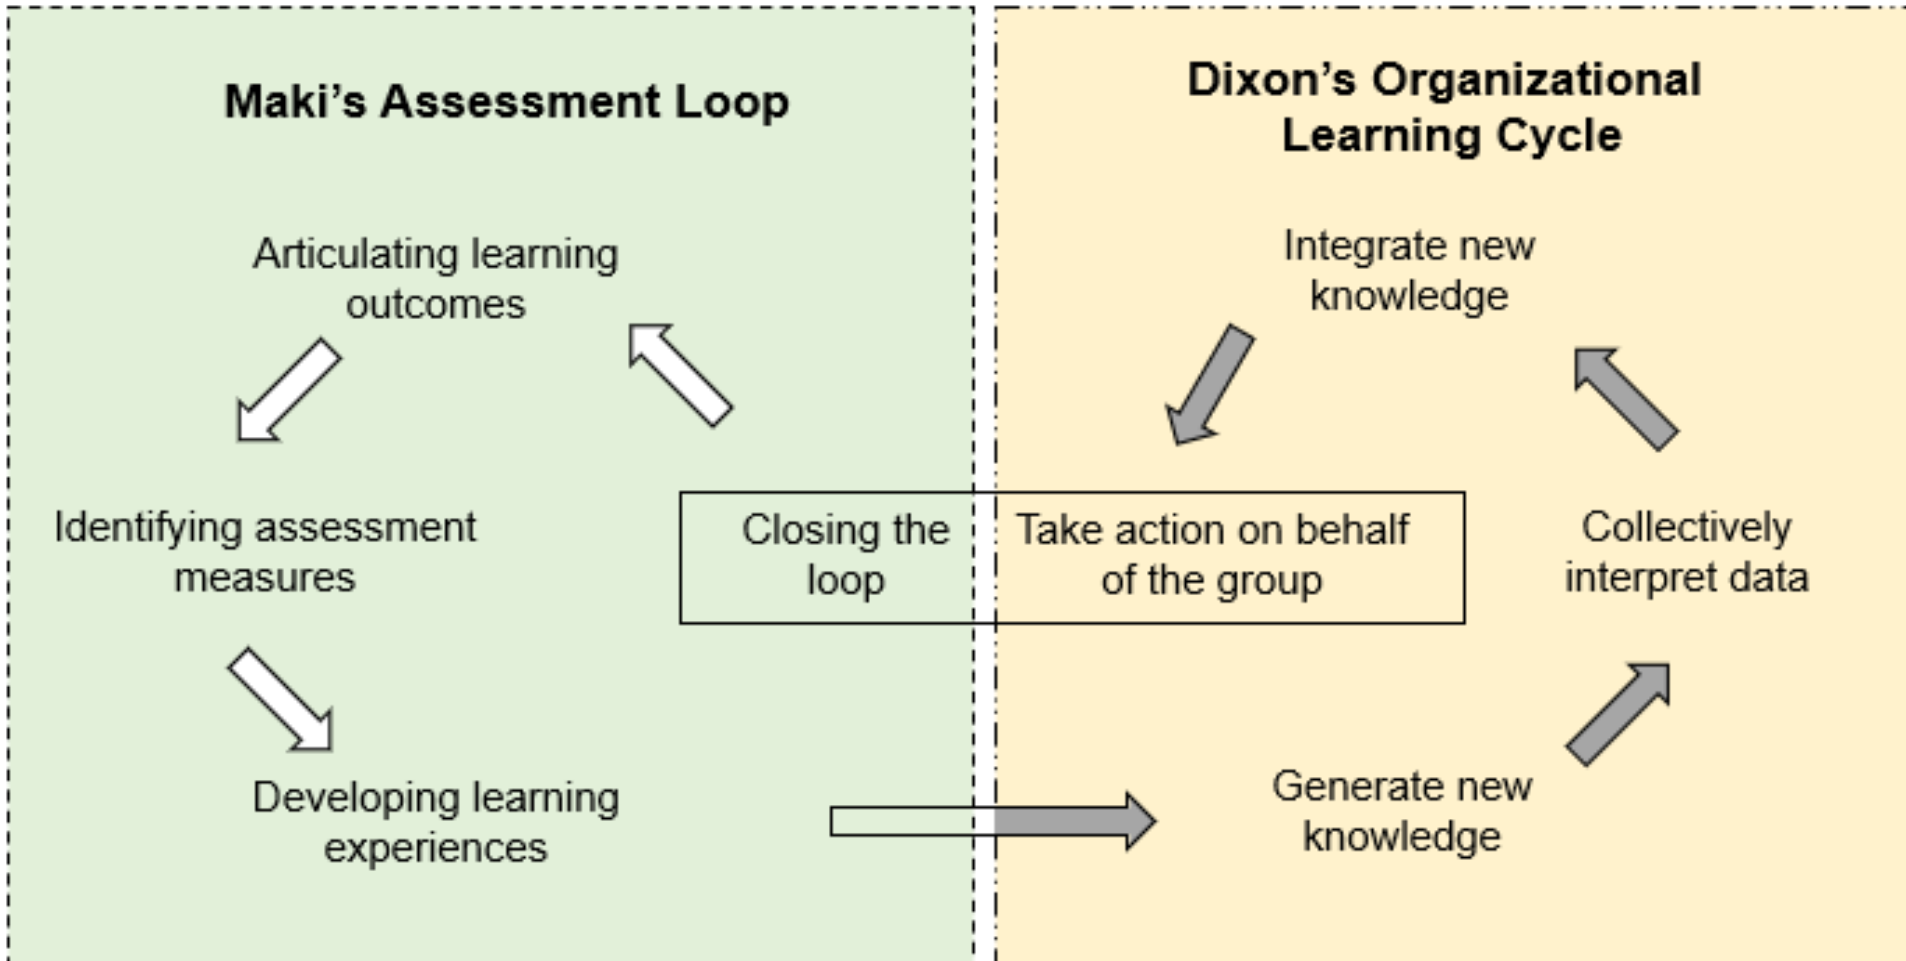 Maki’s Assessment Loop
Articulating learning
outcomes
Identifying assessment
measures
Closing the
loop
Developing learning
experiences
Dixon’s Organizational
Learning Cycle
Integrate new
knowledge
Take action on behalf
of the group
Collectively
interpret data
Generate new
knowledge